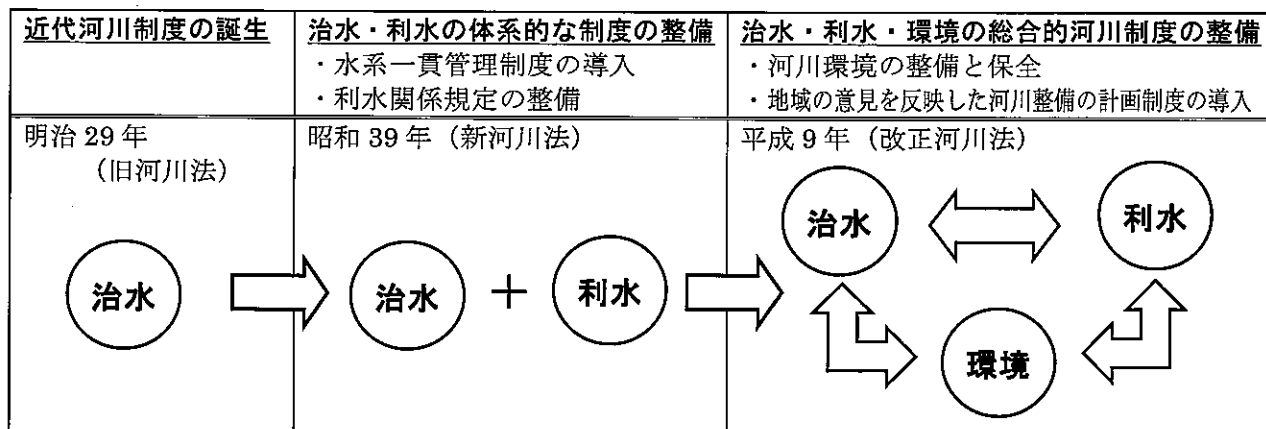 近代河川制度の誕生
治水・利水の体系的な制度の整備
・水系一貫管理制度の導入
・利水関係規定の整備
治水・利水・環境の総合的河川制度の整備
・河川環境の整備と保全
・地域の意見を反映した河川整備の計画制度の導入
明治 29 年
（旧河川法）
昭和 39 年（新河川法）
平成 9 年（改正河川法）
治水
治水
＋
利水
治水
利水
環境